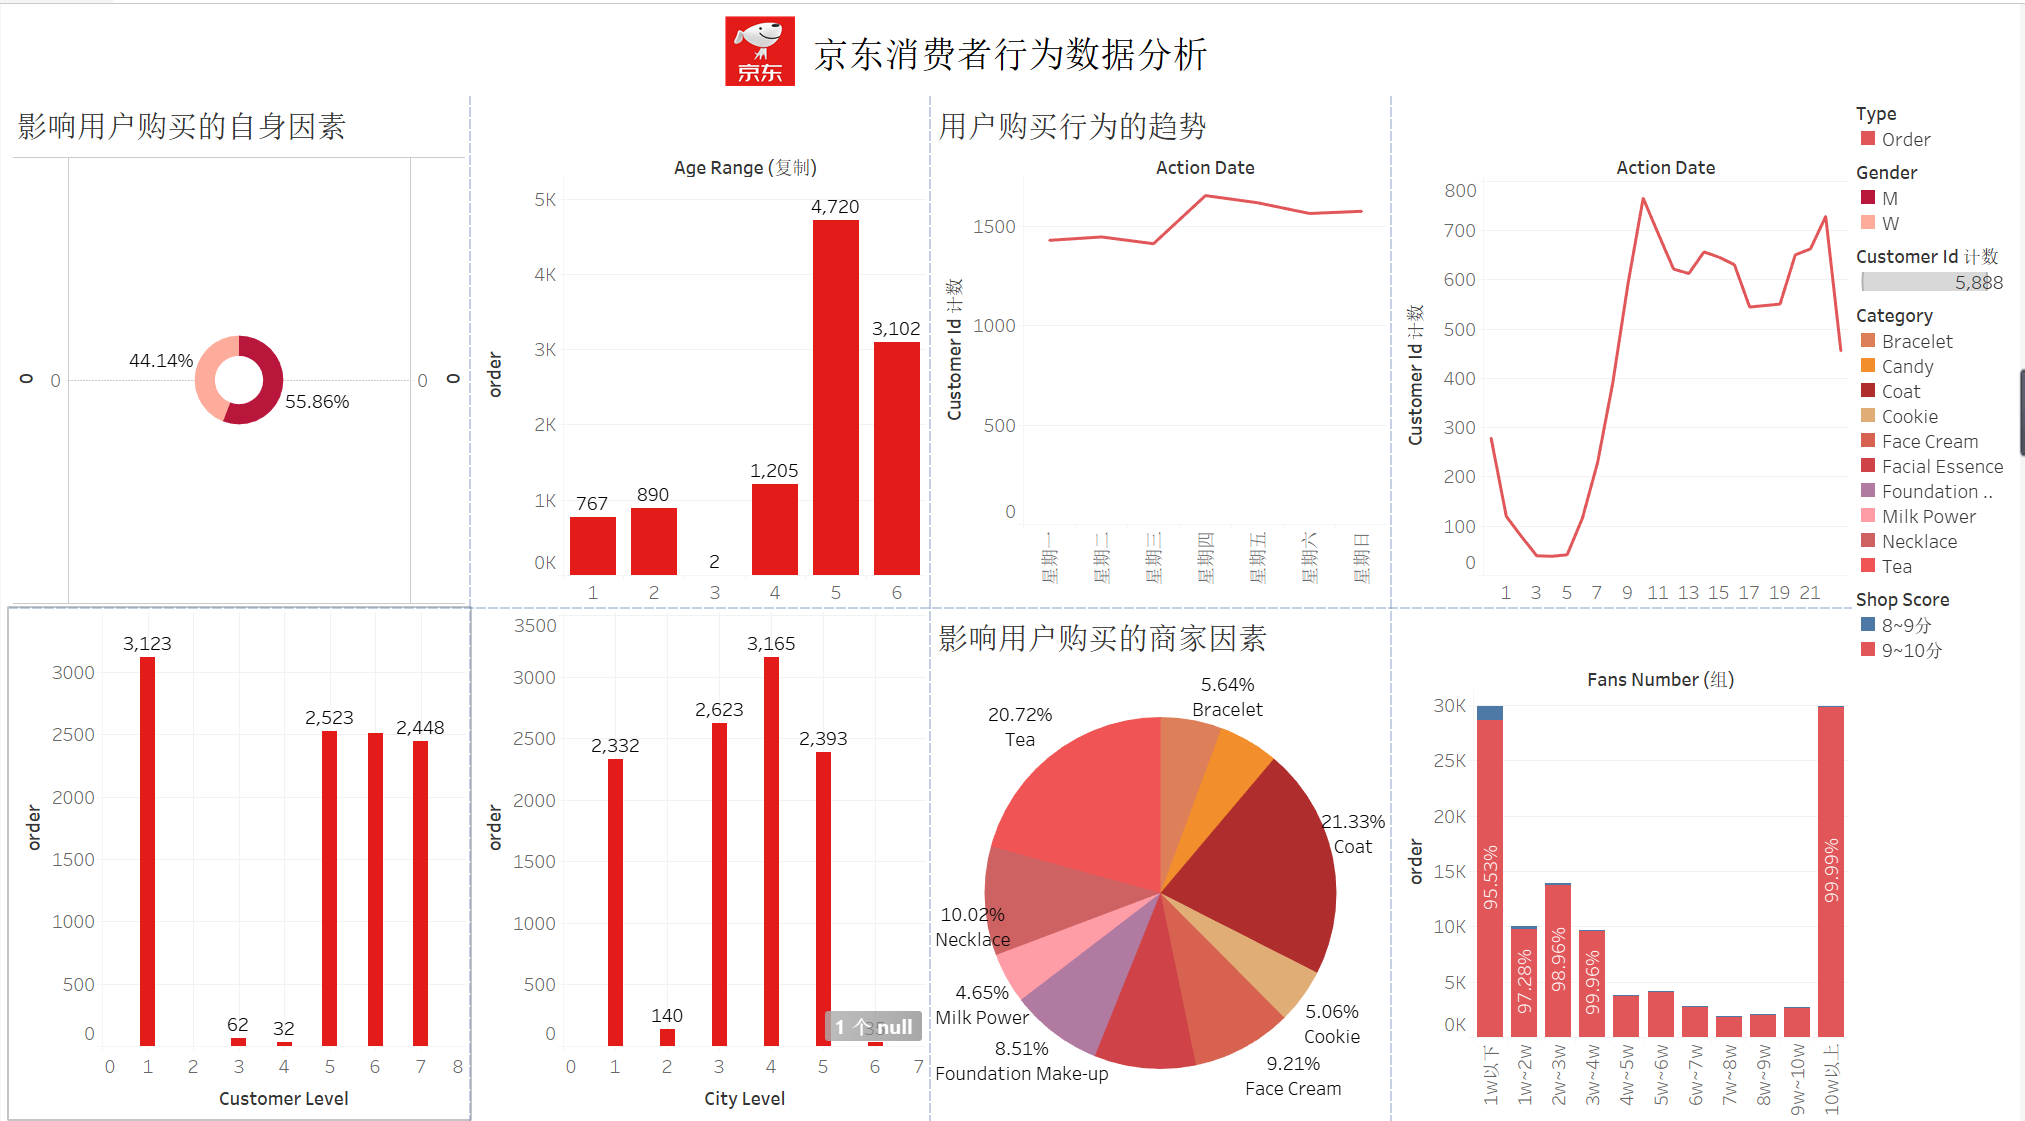 京东
京东消费者行为数据分析
影响用户购买的自身因素
0
0
44.14%
55.86%
0
0
Age Range (复制)
order
5K
4K
3K
2K
1K
0K
767
890
2
1,205
4,720
3,102
1
2
3
4
5
6
用户购买行为的趋势
Action Date
Customer Id 计数
1500
1000
500
0
星期一
星期二
星期三
星期四
星期五
星期六
星期日
Action Date
Customer Id 计数
800
700
600
500
400
300
200
100
0
1
3
5
7
9
11
13
15
17
19
21
Type
Order
Gender
M
W
Customer Id 计数
5,888
Category
Bracelet
Candy
Coat
Cookie
Face Cream
Facial Essence
Foundation ..
Milk Power
Necklace
Tea
Shop Score
8~9分
9~10分
order
3000
2500
2000
1500
1000
500
0
3,123
62
32
2,523
2,448
0
1
2
3
4
5
6
7
8
Customer Level
order
3500
3000
2500
2000
1500
1000
500
0
2,332
140
2,623
3,165
2,393
1 个 null
0
1
2
3
4
5
6
7
City Level
影响用户购买的商家因素
5.64%
Bracelet
20.72%
Tea
21.33%
Coat
10.02%
Necklace
4.65%
Milk Power
8.51%
Foundation Make-up
5.06%
Cookie
9.21%
Face Cream
Fans Number (组)
order
30K
25K
20K
15K
10K
5K
0K
95.53%
97.28%
98.96%
99.96%
99.99%
1w以下
1w~2w
2w~3w
3w~4w
4w~5w
5w~6w
6w~7w
7w~8w
8w~9w
9w~10w
10w以上